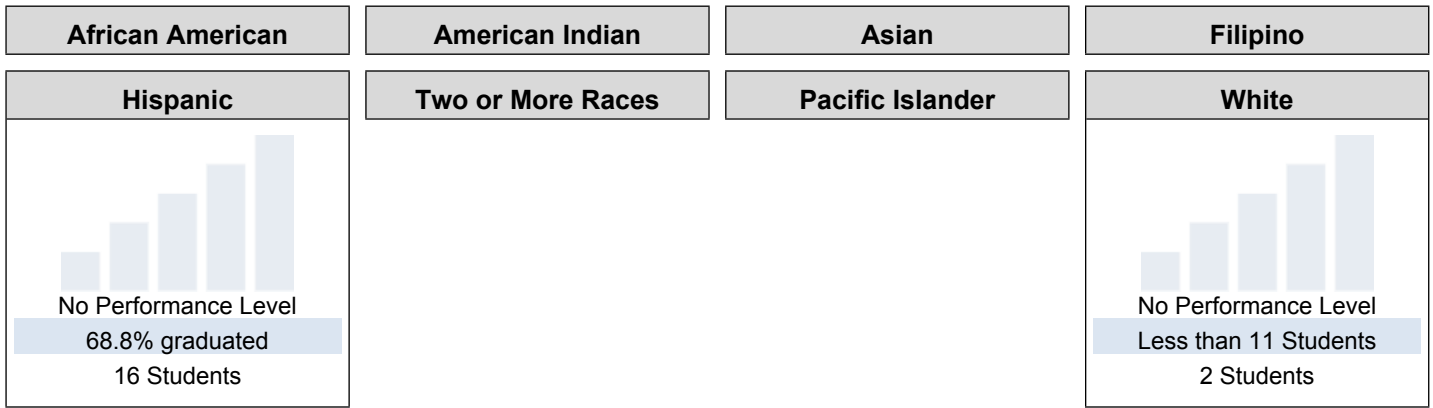 African American
American Indian
Asian
Filipino
Hispanic
No Performance Level
68.8% graduated
16 Students
Two or More Races
Pacific Islander
White
No Performance Level
Less than 11 Students
2 Students